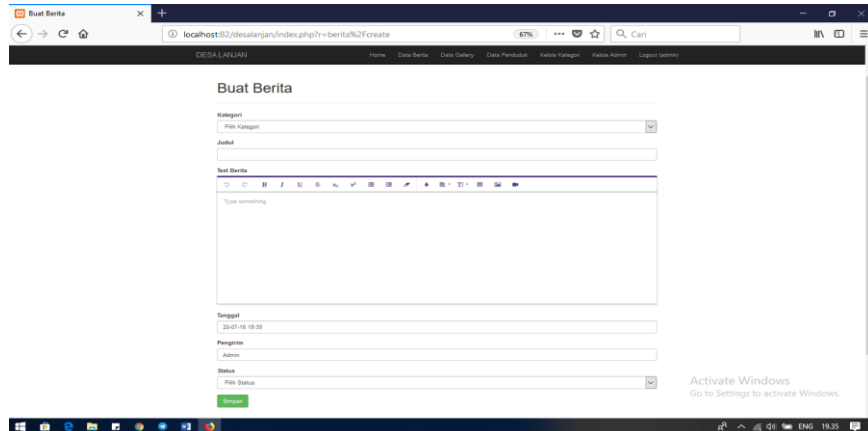 Buat Berita
localhost:82/desalanjan/index.php?r=berita%2Fcreate
67%
Cari
DESA LANJAN
Home Data Berita Data Gallery Data Penduduk Kelola Kategori Kelola Admin Logout (admin)
Buat Berita
Kategori
Pilih Kategori
Judul
Text Berita
Type something
Tanggal
20-07-18 19:35
Pengirim
Admin
Status
Pilih Status
Simpan
Activate Windows
Go to Settings to activate Windows.
ENG 19.35